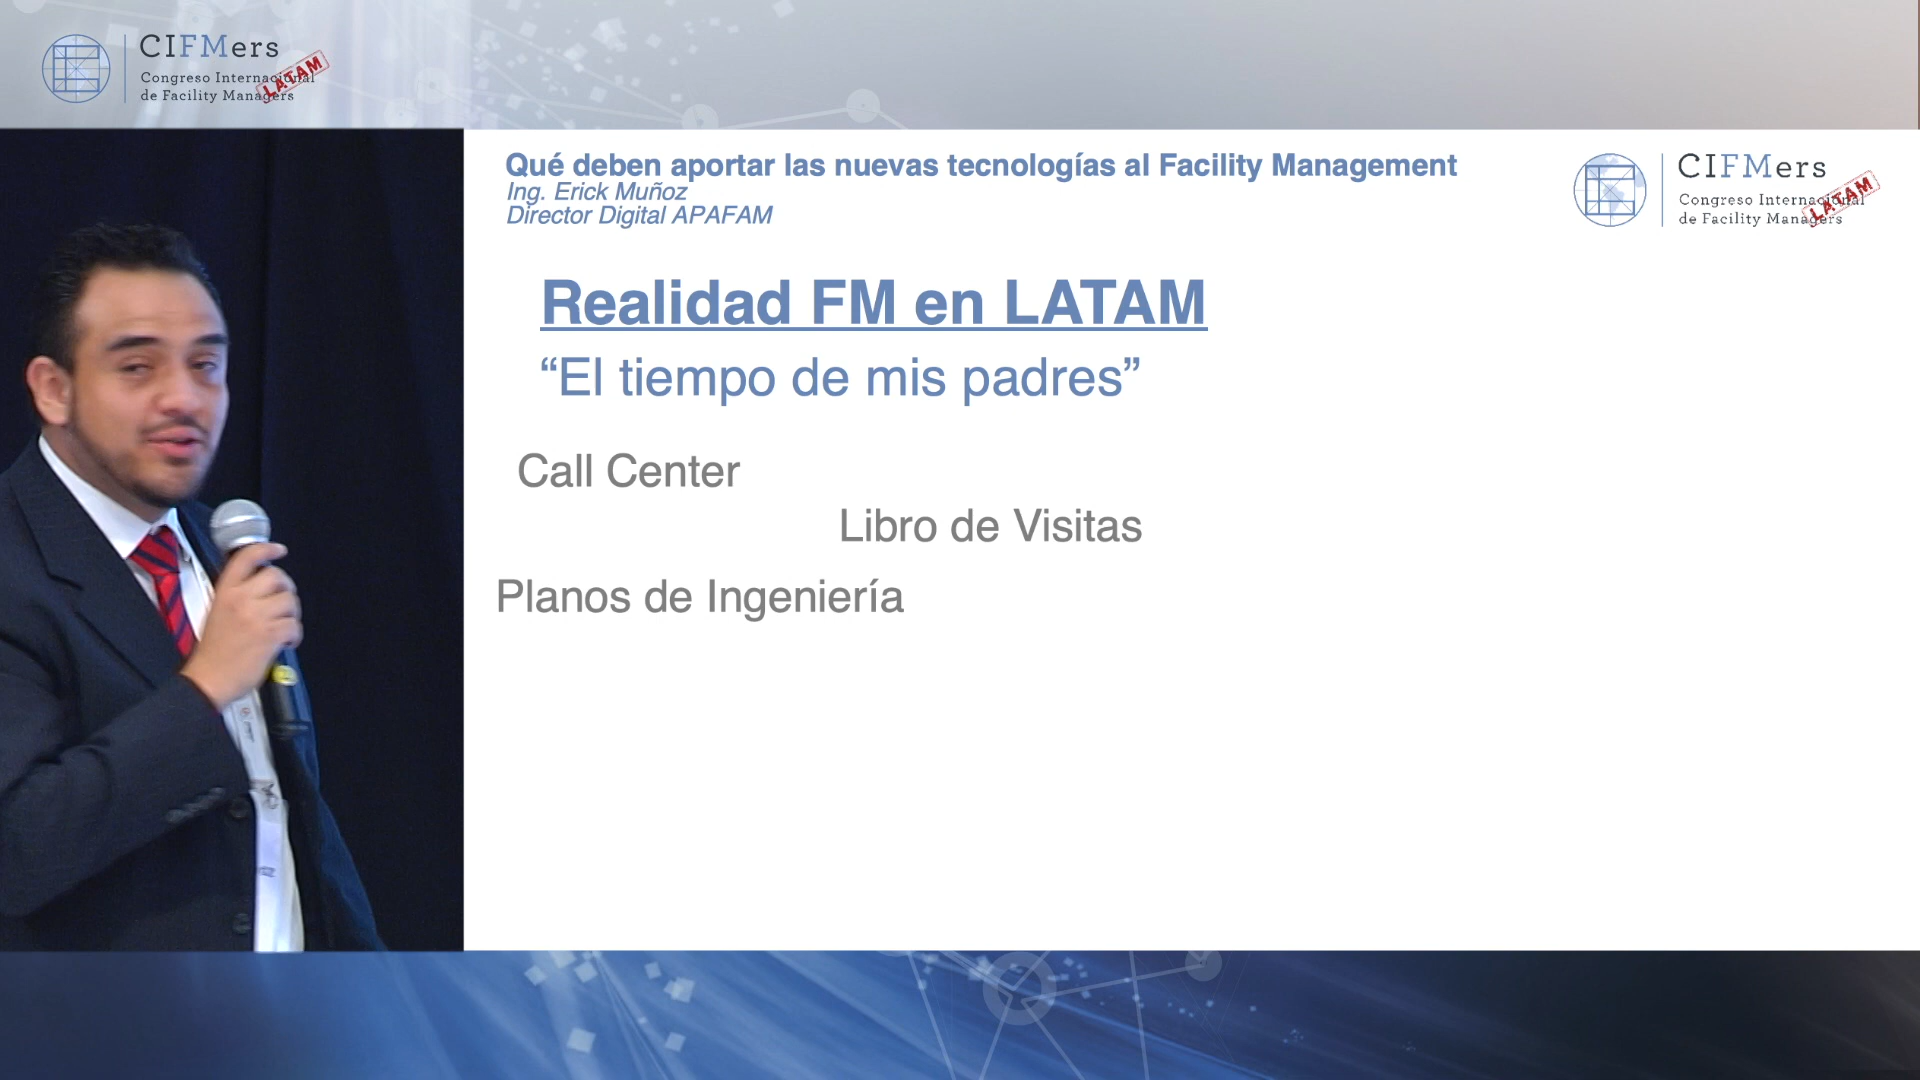 CIFMers
Congreso Internacional
de Facility Managers
LATAM
Qué deben aportar las nuevas tecnologías al Facility Management
Ing. Erick Muñoz
Director Digital APAFAM
CIFMers
Congreso Internacional
de Facility Managers
LATAM
Realidad FM en LATAM
“El tiempo de mis padres”
Call Center
Libro de Visitas
Planos de Ingeniería